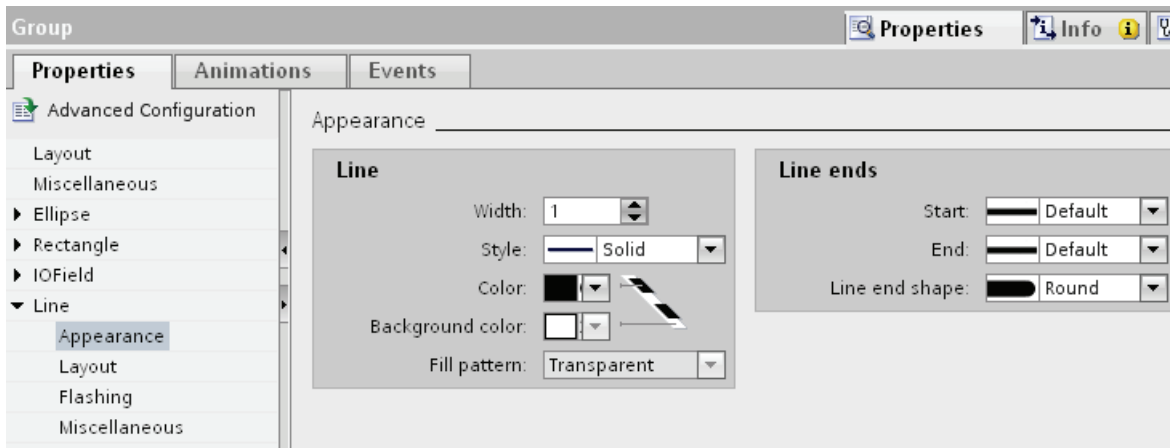 Group
Properties
Info
Properties
Animations
Events
Advanced Configuration
Layout
Miscellaneous
Ellipse
Rectangle
IOField
Line
Appearance
Layout
Flashing
Miscellaneous
Appearance
Line
Width: 1
Style: Solid
Color:
Background color:
Fill pattern: Transparent
Line ends
Start: Default
End: Default
Line end shape: Round